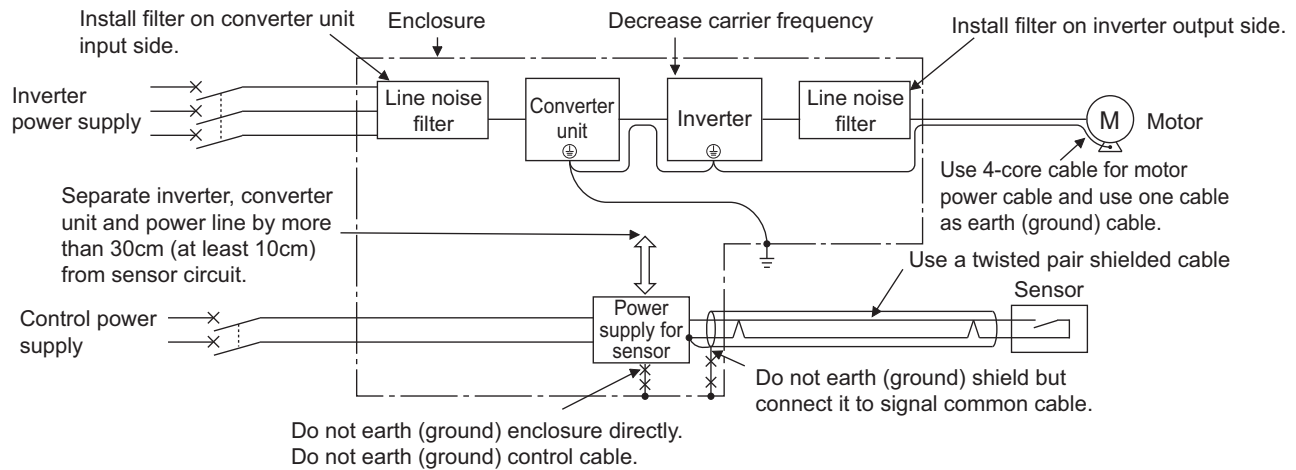 Install filter on converter unit
input side.
Enclosure
Decrease carrier frequency
Install filter on inverter output side.
Inverter
power supply
Line noise
filter
Converter
unit
Inverter
Line noise
filter
M
Motor
Use 4-core cable for motor
power cable and use one cable
as earth (ground) cable.
Separate inverter, converter
unit and power line by more
than 30cm (at least 10cm)
from sensor circuit.
Use a twisted pair shielded cable
Sensor
Control power
supply
Power
supply for
sensor
Do not earth (ground) shield but
connect it to signal common cable.
Do not earth (ground) enclosure directly.
Do not earth (ground) control cable.